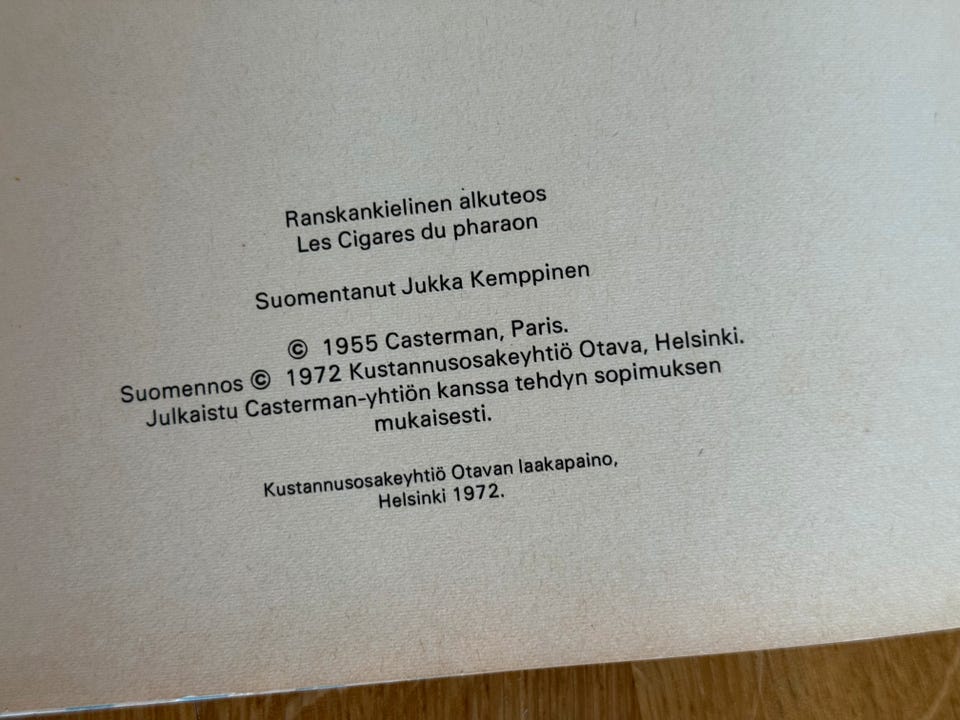 Ranskankielinen alkuteos
Les Cigares du pharaon
Suomentanut Jukka Kemppinen
© 1955 Casterman, Paris.
Suomennos © 1972 Kustannusosakeyhtiö Otava, Helsinki.
Julkaistu Casterman-yhtiön kanssa tehdyn sopimuksen
mukaisesti.
Kustannusosakeyhtiö Otavan laakapaino,
Helsinki 1972.